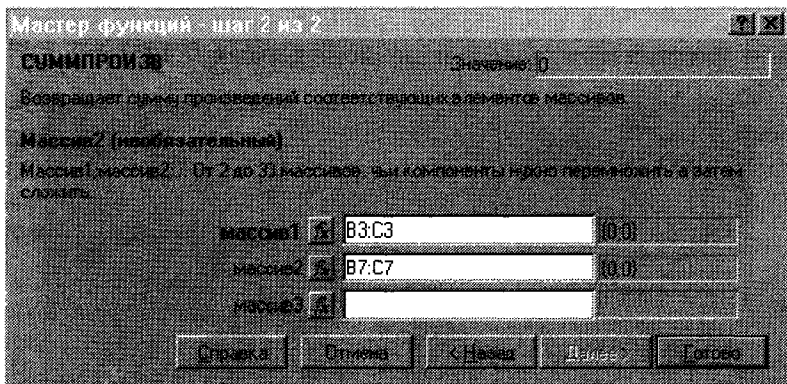 Мастер функций - шаг 2 из 2
СУММПРОИЗВ Значение: 0
Возвращает сумму произведений соответствующих элементов массивов.
Массив2 (необязательный)
Массив1,массив2,... От 2 до 30 массивов, чьи компоненты нужно перемножить а затем
сложить.
массив1 B3:C3 {0;0}
массив2 B7:C7 {0;0}
массив3
Справка Отмена < Назад Далее > Готово